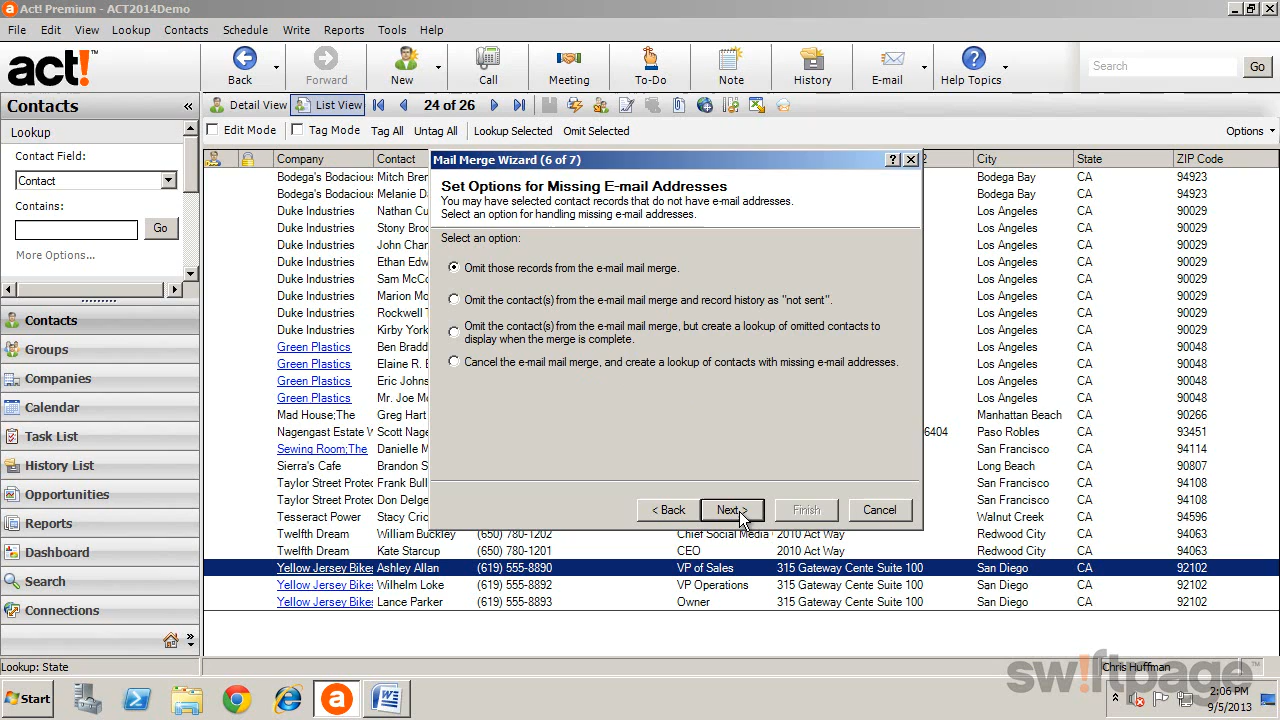 Act! Premium - ACT2014Demo
File Edit View Lookup Contacts Schedule Write Reports Tools Help
act!
Back Forward New Call Meeting To-Do Note History E-mail Help Topics Search Go
Contacts «
Detail View List View 24 of 26
Lookup
Edit Mode Tag Mode Tag All Untag All Lookup Selected Omit Selected Options
Contact Field:
Contact
Contains:
Go
More Options...
Contacts
Groups
Companies
Calendar
Task List
History List
Opportunities
Reports
Dashboard
Search
Connections
Company Contact 2 City State ZIP Code
Bodega's Bodacious Mitch Bren Bodega Bay CA 94923
Bodega's Bodacious Melanie D Bodega Bay CA 94923
Duke Industries Nathan Cu Los Angeles CA 90029
Duke Industries Stony Broc Los Angeles CA 90029
Duke Industries John Chan Los Angeles CA 90029
Duke Industries Ethan Edw Los Angeles CA 90029
Duke Industries Sam McCo Los Angeles CA 90029
Duke Industries Marion Mo Los Angeles CA 90029
Duke Industries Rockwell T Los Angeles CA 90029
Duke Industries Kirby York Los Angeles CA 90029
Green Plastics Ben Bradd Los Angeles CA 90048
Green Plastics Elaine R. B Los Angeles CA 90048
Green Plastics Eric Johns Los Angeles CA 90048
Green Plastics Mr. Joe Mo Los Angeles CA 90048
Mad House;The Greg Hart Manhattan Beach CA 90266
Nagengast Estate W Scott Nage 6404 Paso Robles CA 93451
Sewing Room;The Danielle M San Francisco CA 94114
Sierra's Cafe Brandon S Long Beach CA 90807
Taylor Street Protec Frank Bull San Francisco CA 94108
Taylor Street Protec Don Delge San Francisco CA 94108
Tesseract Promo Stacy Cric Walnut Creek CA 94596
Twelfth Dream William Buckley (650) 780-1202 Chief Social Media 2010 Act Way Redwood City CA 94063
Twelfth Dream Kate Starcup (650) 780-1201 CEO 2010 Act Way Redwood City CA 94063
Yellow Jersey Bikes Ashley Allan (619) 555-8890 VP of Sales 315 Gateway Cente Suite 100 San Diego CA 92102
Yellow Jersey Bikes Wilhelm Loke (619) 555-8892 VP Operations 315 Gateway Cente Suite 100 San Diego CA 92102
Yellow Jersey Bikes Lance Parker (619) 555-8893 Owner 315 Gateway Cente Suite 100 San Diego CA 92102
Mail Merge Wizard (6 of 7)
Set Options for Missing E-mail Addresses
You may have selected contact records that do not have e-mail addresses.
Select an option for handling missing e-mail addresses.
Select an option:
Omit those records from the e-mail mail merge.
Omit the contact(s) from the e-mail mail merge and record history as "not sent".
Omit the contact(s) from the e-mail mail merge, but create a lookup of omitted contacts to
display when the merge is complete.
Cancel the e-mail mail merge, and create a lookup of contacts with missing e-mail addresses.
< Back Next > Finish Cancel
Lookup: State
Chris Huffman
sw!ftpage
Start
2:06 PM
9/5/2013